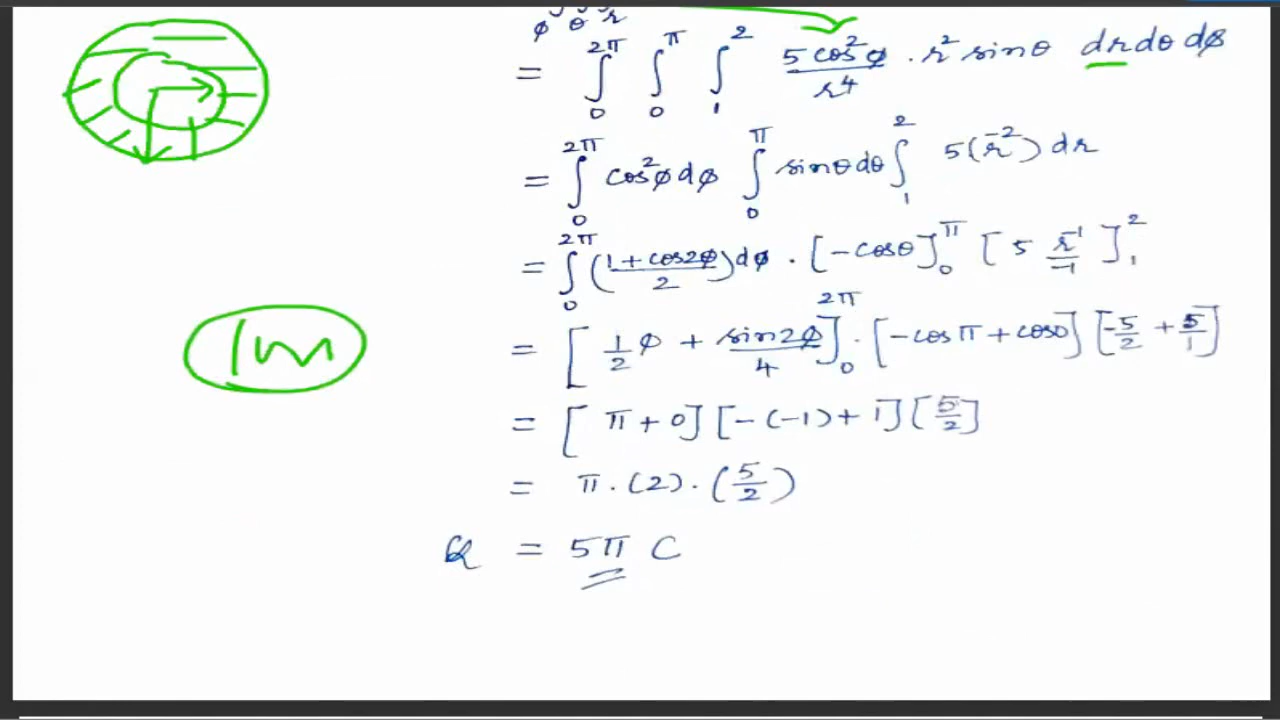 φ θ r
= ∫₀^2π ∫₀^π ∫₁^2 5cos²φ/r⁴ . r² sinθ dr dθ dφ
= ∫₀^2π cos²φ dφ ∫₀^π sinθ dθ ∫₁^2 5(r⁻²) dr
= ∫₀^2π (1+cos2φ/2) dφ . [-cosθ]₀^π [5 r⁻¹/-1]₁^2
1m
= [1/2 φ + sin2φ/4]₀^2π . [-cosπ + cos0] [-5/2 + 5/1]
= [π + 0] [-(-1) + 1] [5/2]
= π . (2) . (5/2)
Q = 5π C